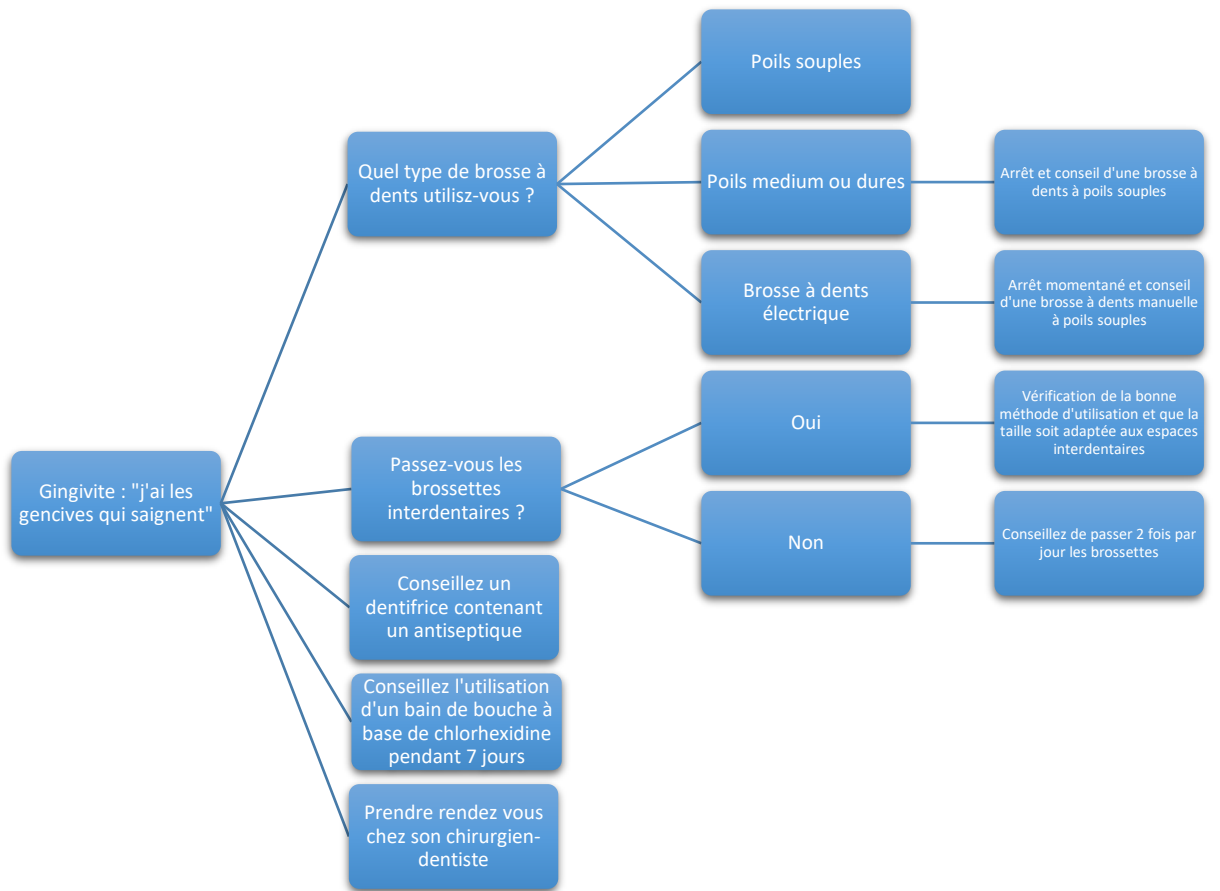 Gingivite : "j'ai les
gencives qui saignent"
Quel type de brosse à
dents utilisz-vous ?
Poils souples
Poils medium ou dures
Arrêt et conseil d'une brosse à
dents à poils souples
Brosse à dents
électrique
Arrêt momentané et conseil
d'une brosse à dents manuelle
à poils souples
Passez-vous les
brossettes
interdentaires ?
Oui
Vérification de la bonne
méthode d'utilisation et que la
taille soit adaptée aux espaces
interdentaires
Non
Conseillez de passer 2 fois par
jour les brossettes
Conseillez un
dentifrice contenant
un antiseptique
Conseillez l'utilisation
d'un bain de bouche à
base de chlorhexidine
pendant 7 jours
Prendre rendez vous
chez son chirurgien-
dentiste